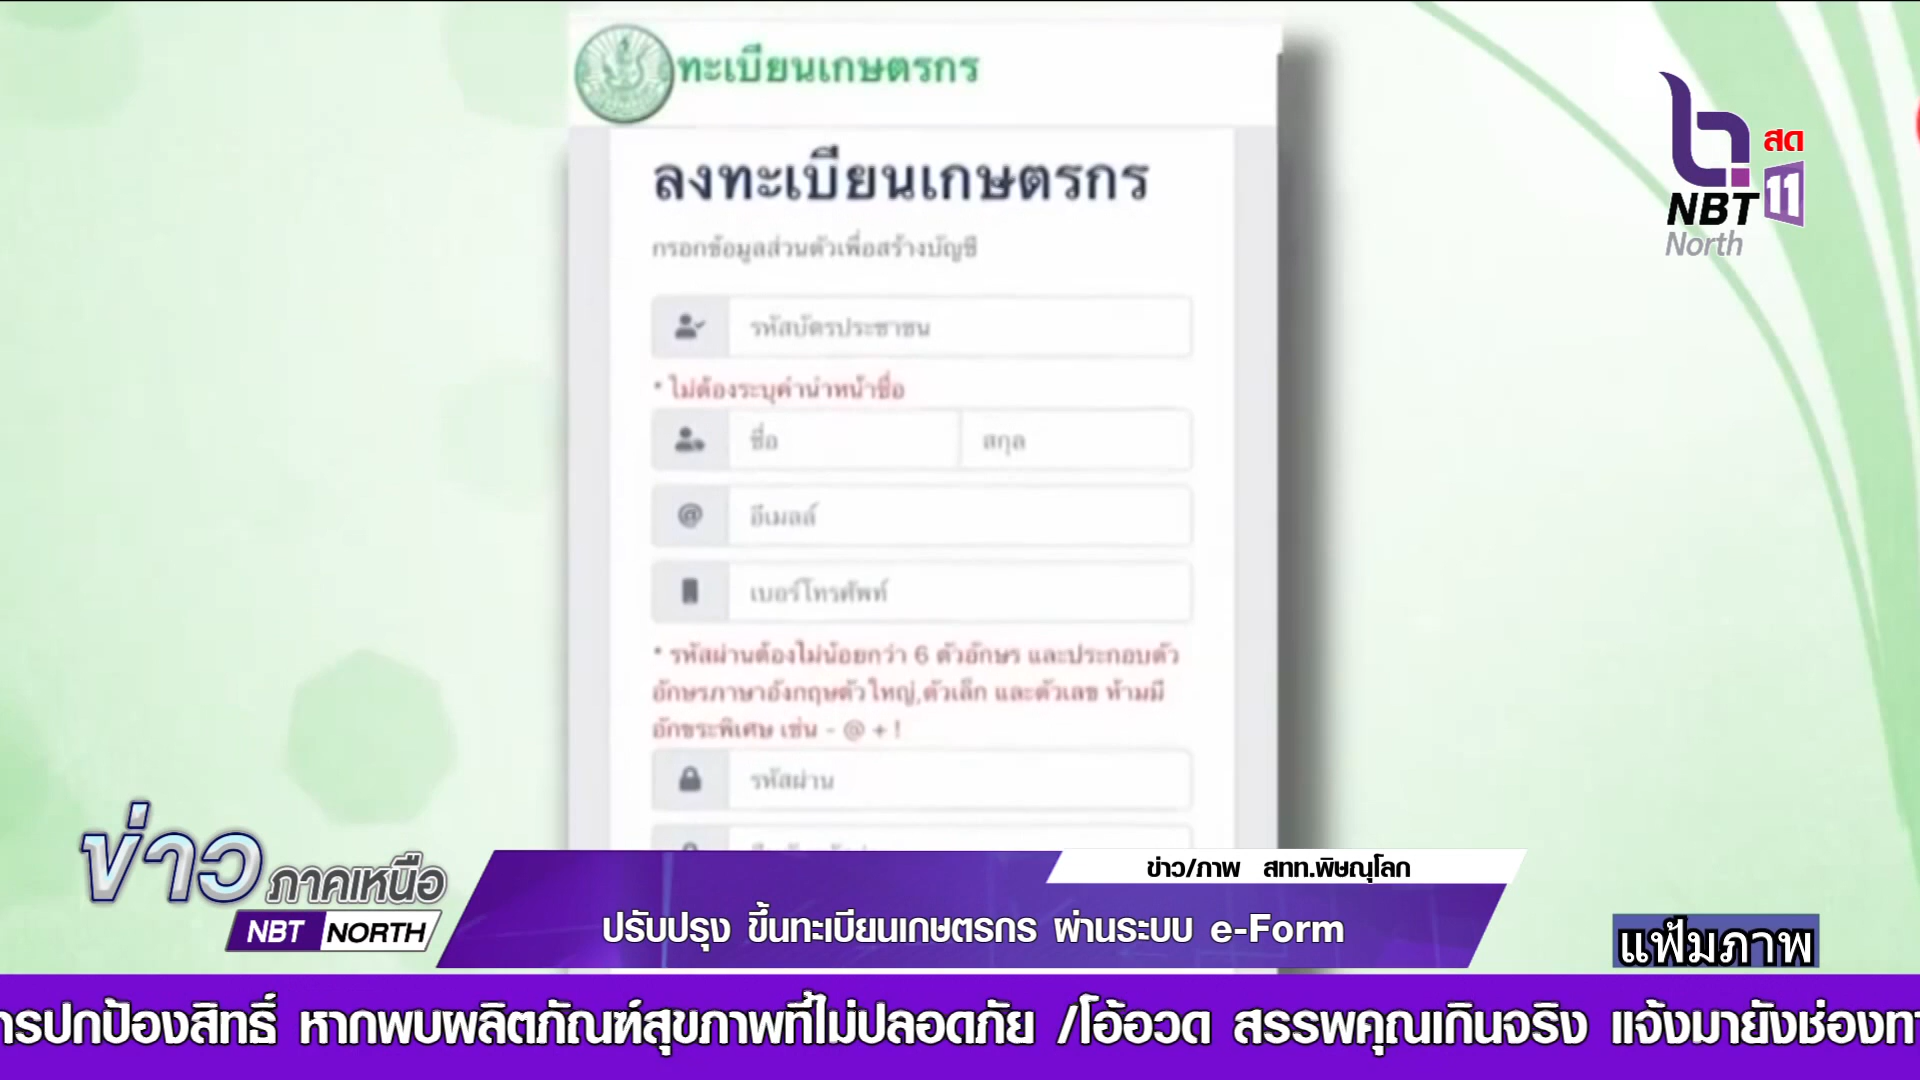 ทะเบียนเกษตรกร
ลงทะเบียนเกษตรกร
กรอกข้อมูลส่วนตัวเพื่อสร้างบัญชี
รหัสบัตรประชาชน
* ไม่ต้องระบุคำนำหน้าชื่อ
ชื่อ สกุล
@ อีเมลล์
เบอร์โทรศัพท์
* รหัสผ่านต้องไม่น้อยกว่า 6 ตัวอักษร และประกอบตัว
อักษรภาษาอังกฤษตัวใหญ่,ตัวเล็ก และตัวเลข ห้ามมี
อักขระพิเศษ เช่น - @ + !
รหัสผ่าน
สด
NBT 11
North
ข่าว ภาคเหนือ
NBT NORTH
ข่าว/ภาพ สทท.พิษณุโลก
ปรับปรุง ขึ้นทะเบียนเกษตรกร ผ่านระบบ e-Form
แฟ้มภาพ
ารปกป้องสิทธิ์ หากพบผลิตภัณฑ์สุขภาพที่ไม่ปลอดภัย /โอ้อวด สรรพคุณเกินจริง แจ้งมายังช่องทา